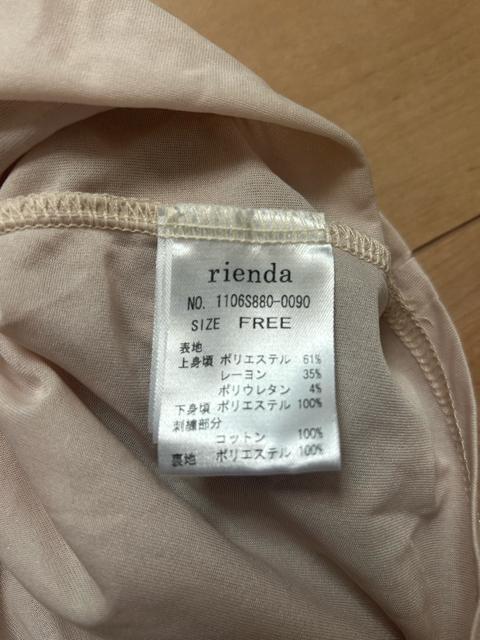 rienda
NO. 1106S880-0090
SIZE FREE
表地
上身頃 ポリエステル 61%
レーヨン 35%
ポリウレタン 4%
下身頃 ポリエステル 100%
刺繍部分
コットン 100%
裏地 ポリエステル 100%